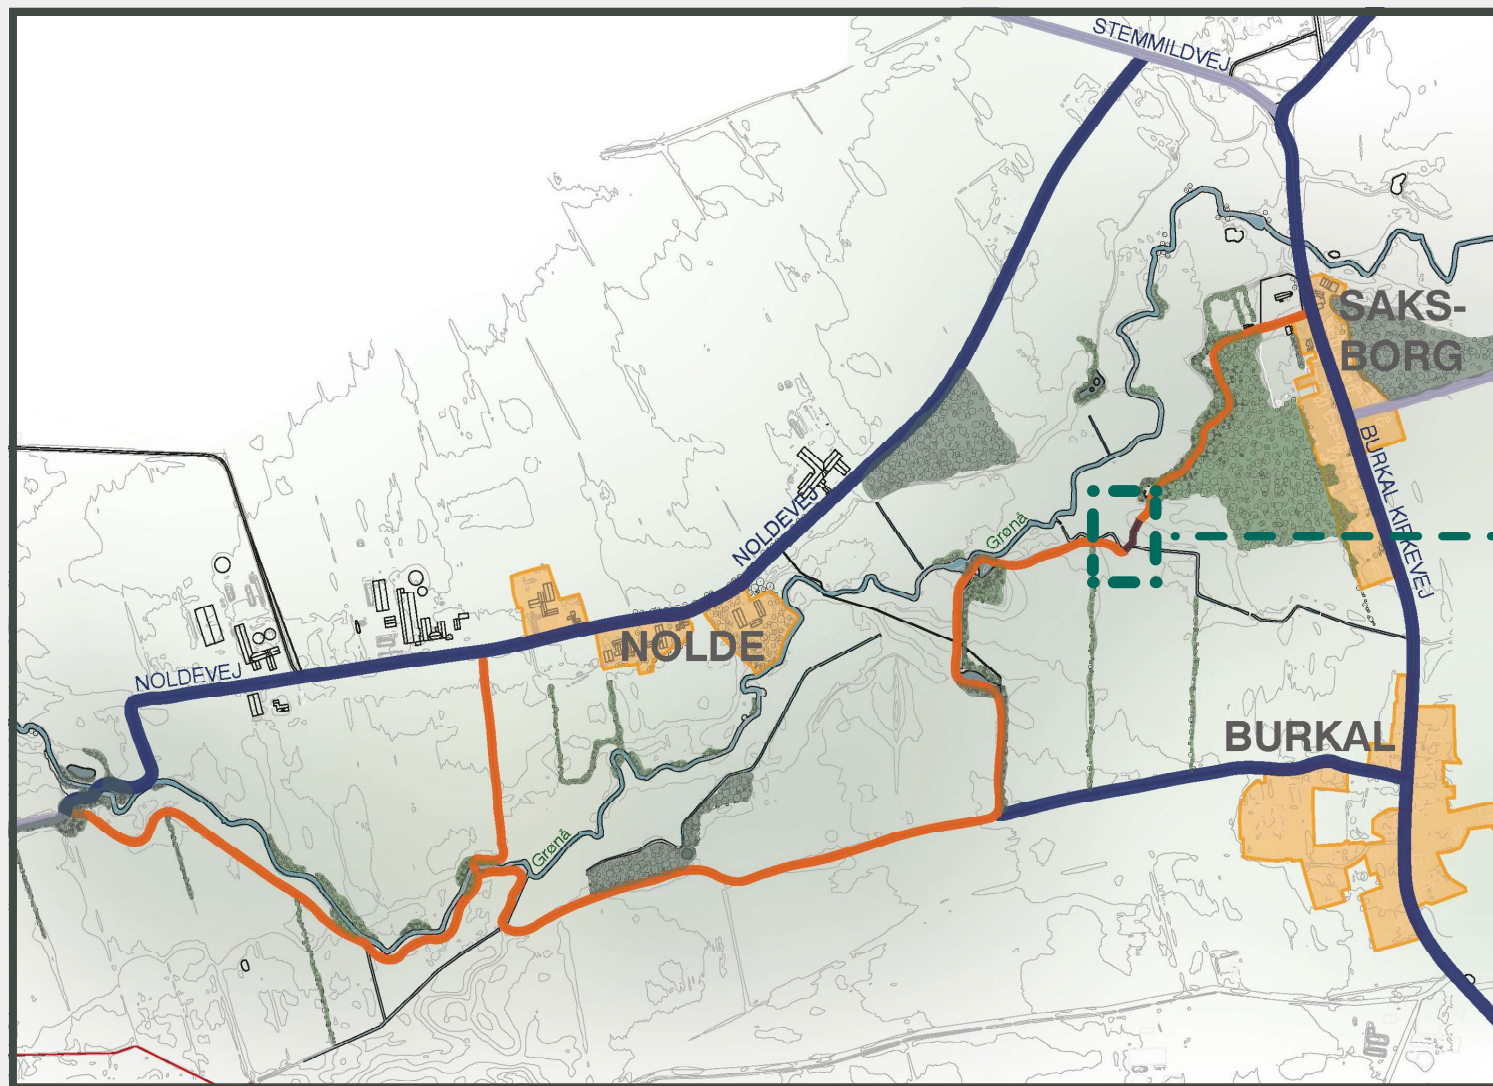 STEMMILDVEJ
SAKS-
BORG
BURKAL KIRKEVEJ
NOLDEVEJ
Grønå
NOLDE
NOLDEVEJ
BURKAL
Grønå